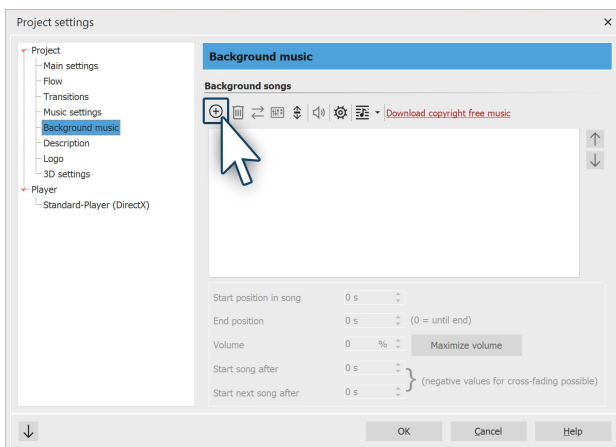 Project settings
Project
Main settings
Flow
Transitions
Music settings
Background music
Description
Logo
3D settings
Player
Standard-Player (DirectX)
Background music
Background songs
Download copyright free music
Start position in song 0 s
End position 0 s (0 = until end)
Volume 0 % Maximize volume
Start song after 0 s
(negative values for cross-fading possible)
Start next song after 0 s
OK Cancel Help